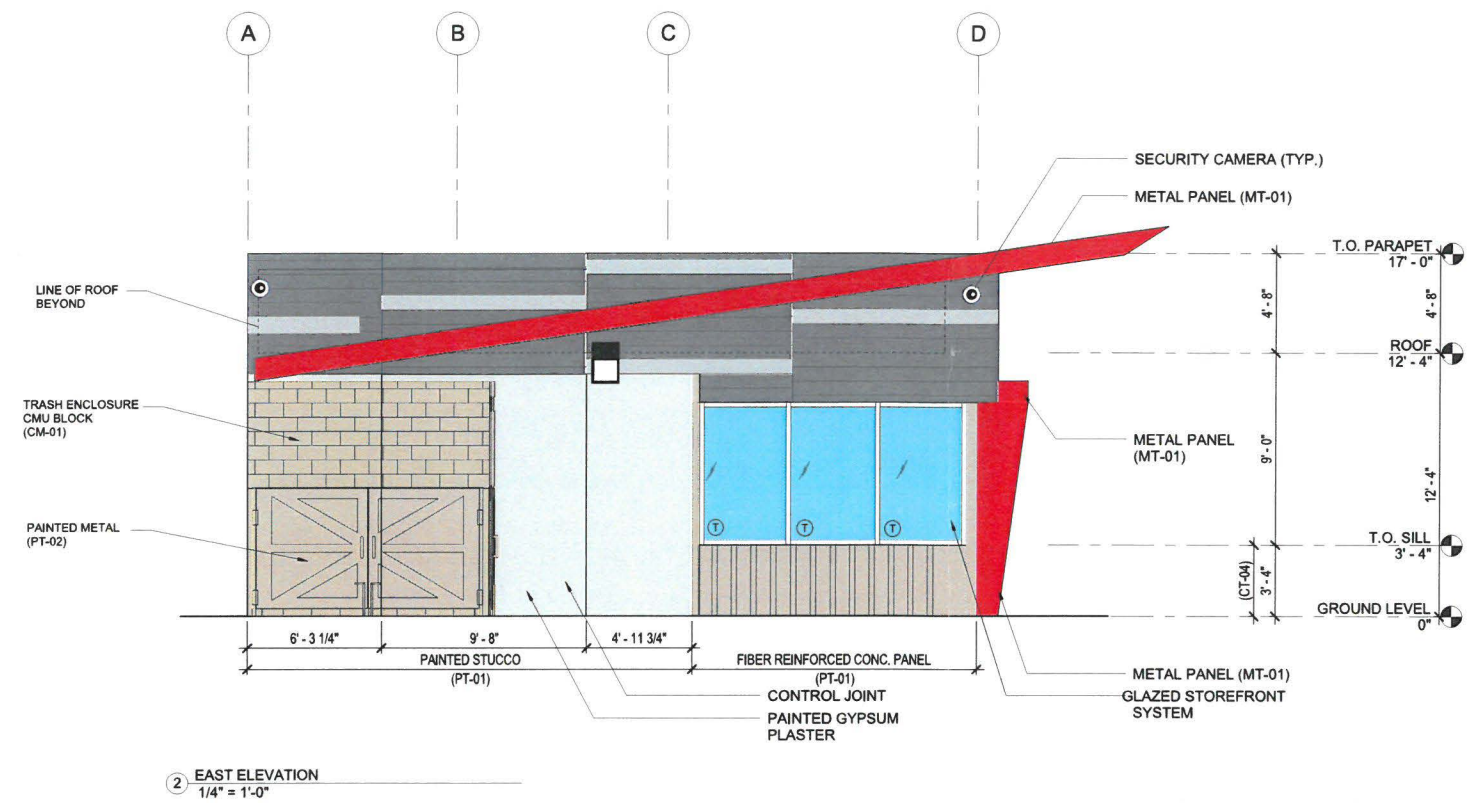 A
B
C
D
SECURITY CAMERA (TYP.)
METAL PANEL (MT-01)
T.O. PARAPET
17' - 0"
LINE OF ROOF
BEYOND
4' - 8"
4' - 8"
ROOF
12' - 4"
TRASH ENCLOSURE
CMU BLOCK
(CM-01)
METAL PANEL
(MT-01)
9' - 0"
12' - 4"
PAINTED METAL
(PT-02)
T
T
T
T.O. SILL
3' - 4"
(CT-04)
3' - 4"
GROUND LEVEL
0"
6' - 3 1/4"
9' - 8"
4' - 11 3/4"
PAINTED STUCCO
(PT-01)
FIBER REINFORCED CONC. PANEL
(PT-01)
METAL PANEL (MT-01)
CONTROL JOINT
GLAZED STOREFRONT
SYSTEM
PAINTED GYPSUM
PLASTER
2
EAST ELEVATION
1/4" = 1'-0"